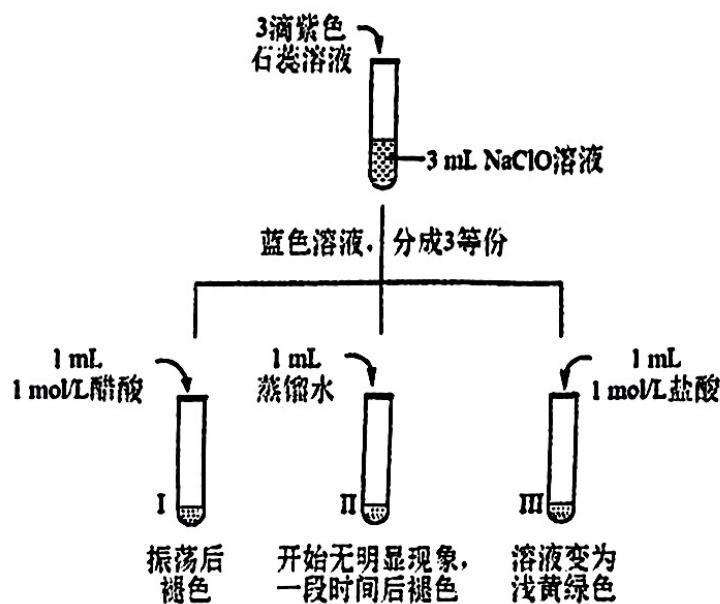 3滴紫色
石蕊溶液
3 mL NaClO溶液
蓝色溶液，分成3等份
1 mL
1 mol/L醋酸
1 mL
蒸馏水
1 mL
1 mol/L盐酸
I
II
III
振荡后
褪色
开始无明显现象，
一段时间后褪色
溶液变为
浅黄绿色